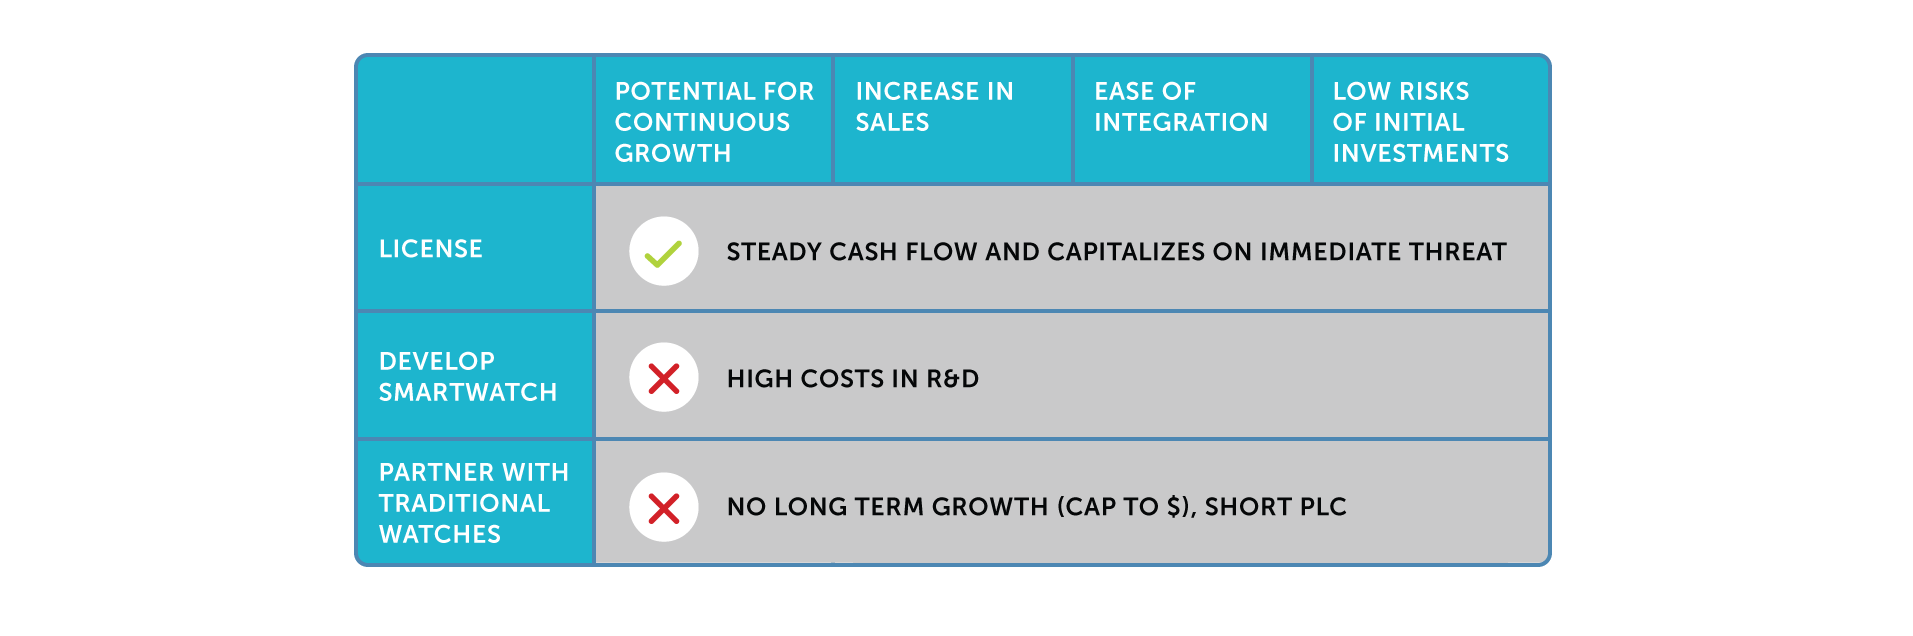 POTENTIAL FOR
CONTINUOUS
GROWTH
INCREASE IN
SALES
EASE OF
INTEGRATION
LOW RISKS
OF INITIAL
INVESTMENTS
LICENSE
STEADY CASH FLOW AND CAPITALIZES ON IMMEDIATE THREAT
DEVELOP
SMARTWATCH
HIGH COSTS IN R&D
PARTNER WITH
TRADITIONAL
WATCHES
NO LONG TERM GROWTH (CAP TO $), SHORT PLC